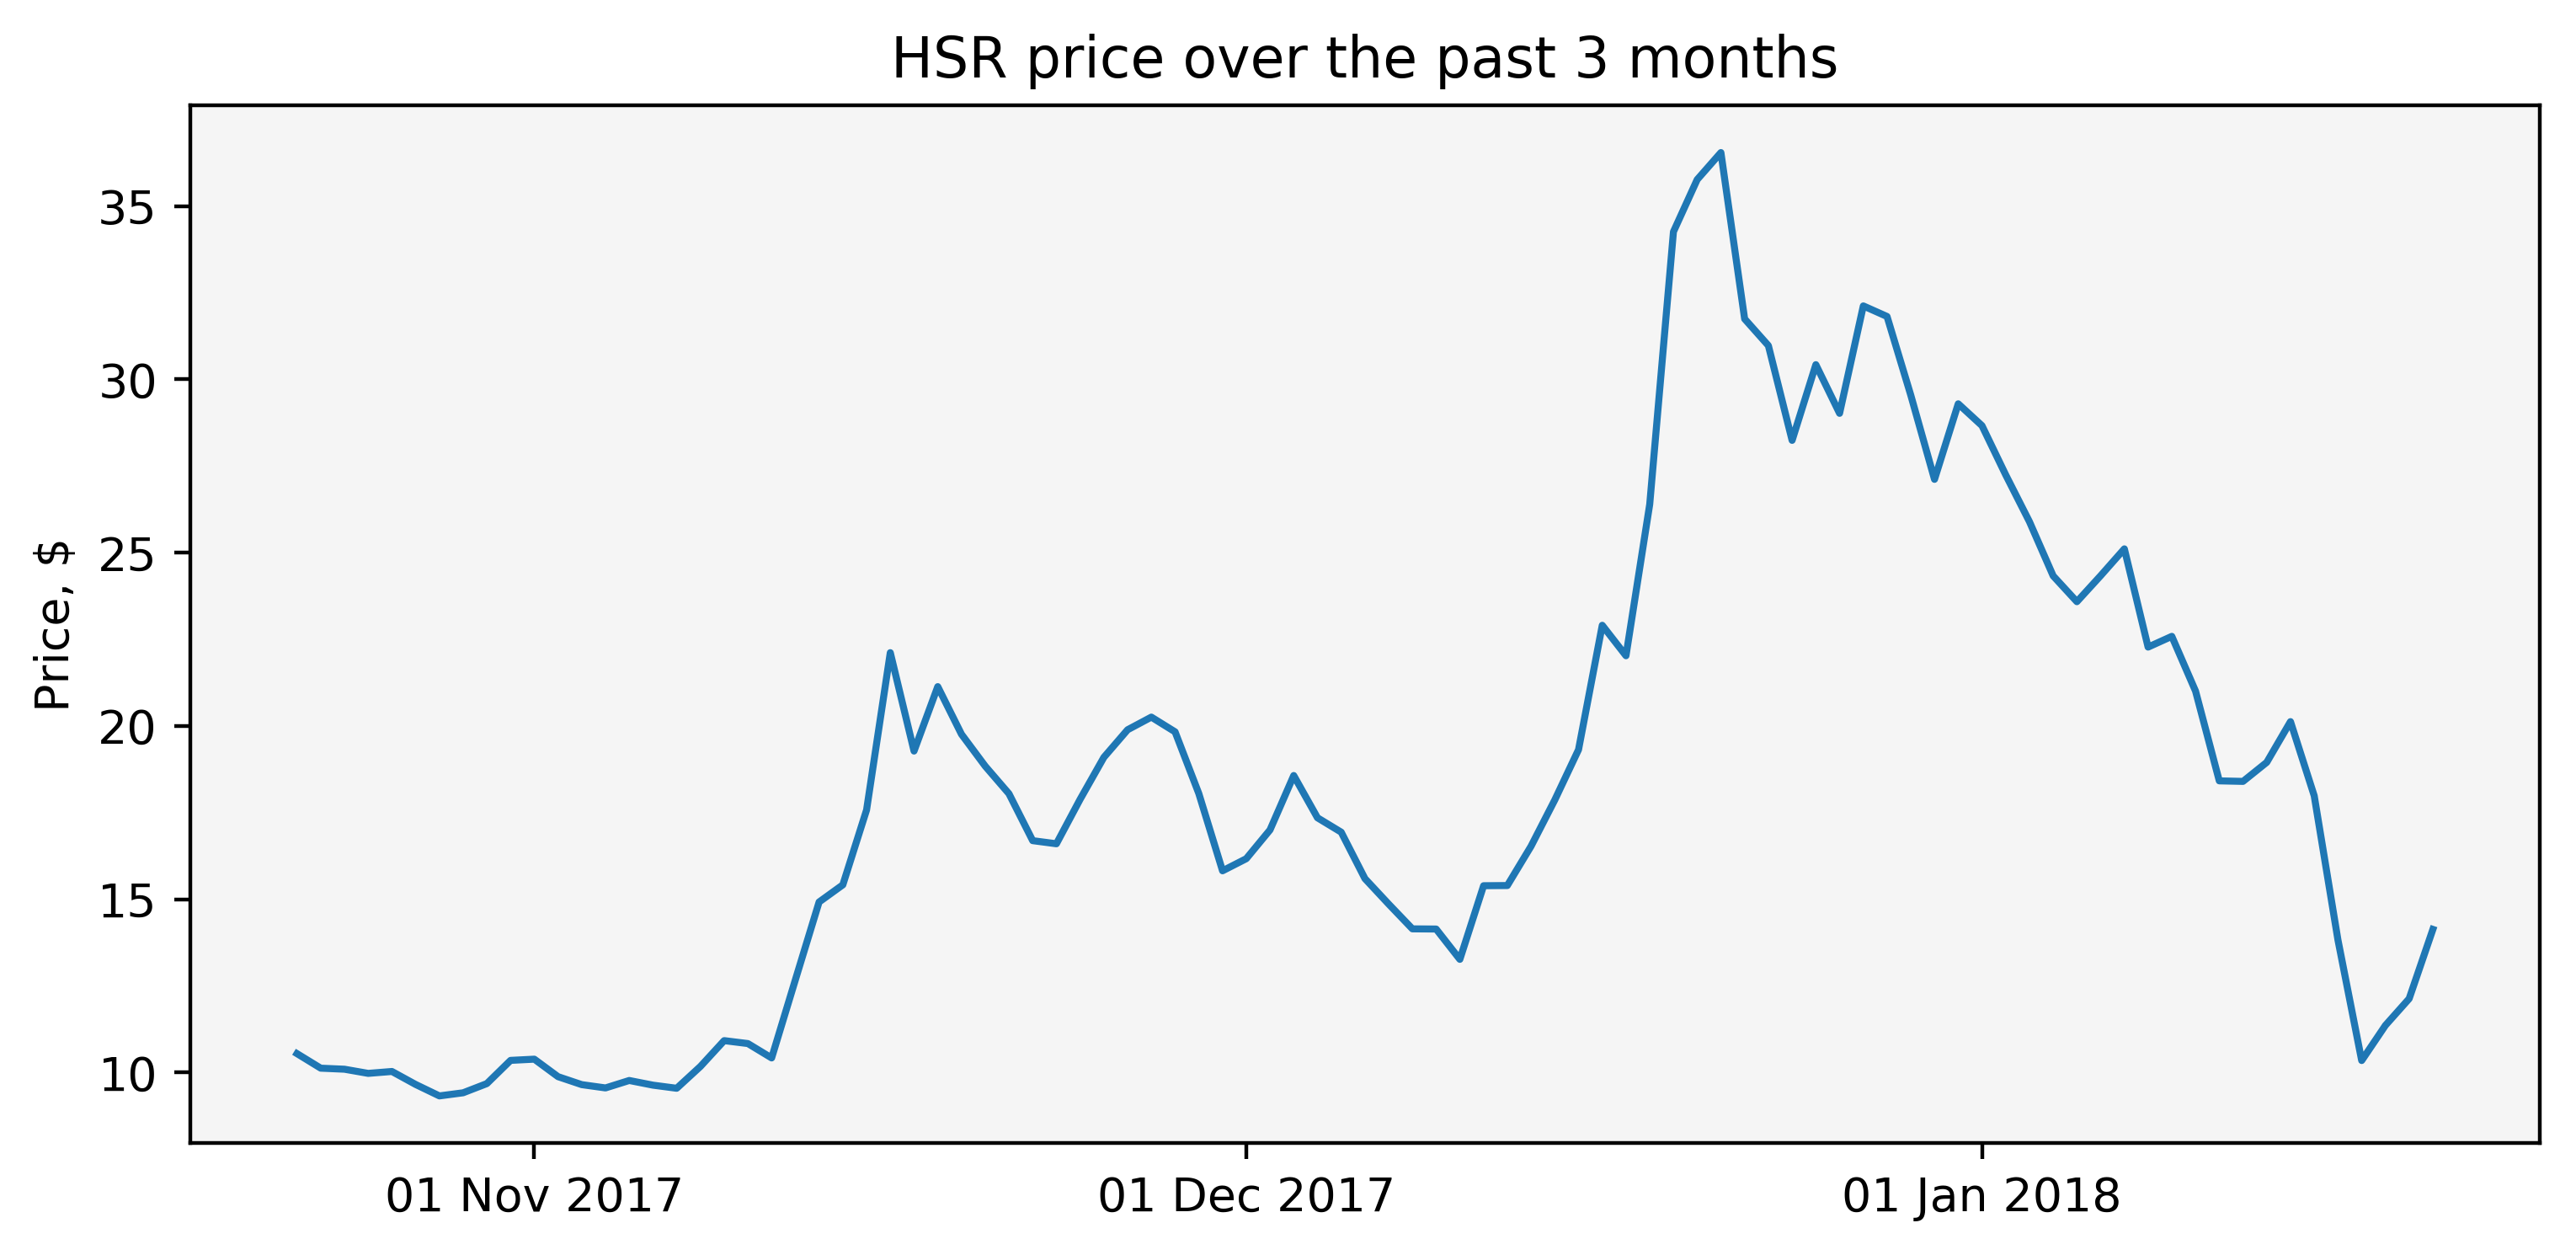 HSR price over the past 3 months
Price, $
35
30
25
20
15
10
01 Nov 2017
01 Dec 2017
01 Jan 2018